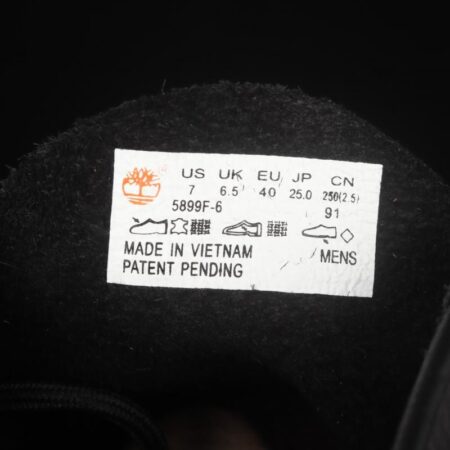 US UK EU JP CN
7 6.5 40 25.0 250(2.5)
5899F-6 91
MADE IN VIETNAM
PATENT PENDING MENS